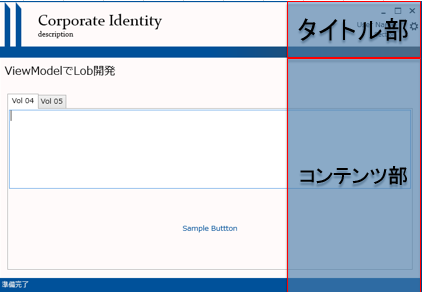 Corporate Identity
description
タイトル部
ViewModelでLob開発
Vol 04
Vol 05
コンテンツ部
Sample Buttton
準備完了